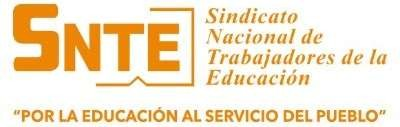 SNTE
Sindicato
Nacional de
Trabajadores de la
Educación
“POR LA EDUCACIÓN AL SERVICIO DEL PUEBLO”